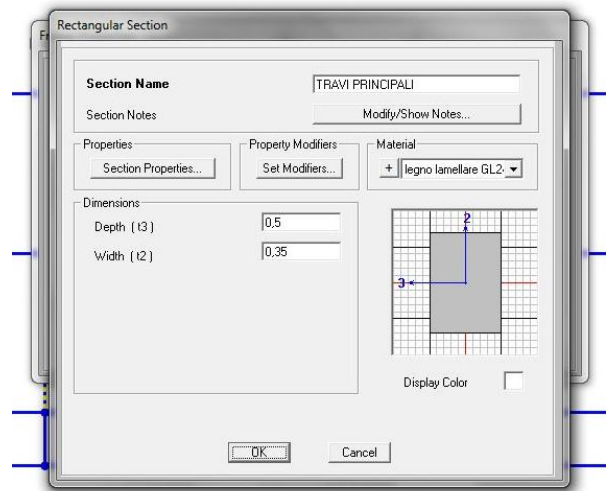 Rectangular Section
Section Name
TRAVI PRINCIPALI
Section Notes
Modify/Show Notes...
Properties
Section Properties...
Property Modifiers
Set Modifiers...
Material
+ legno lamellare GL2
Dimensions
Depth ( t3 )
0,5
Width ( t2 )
0,35
2
3
Display Color
OK
Cancel